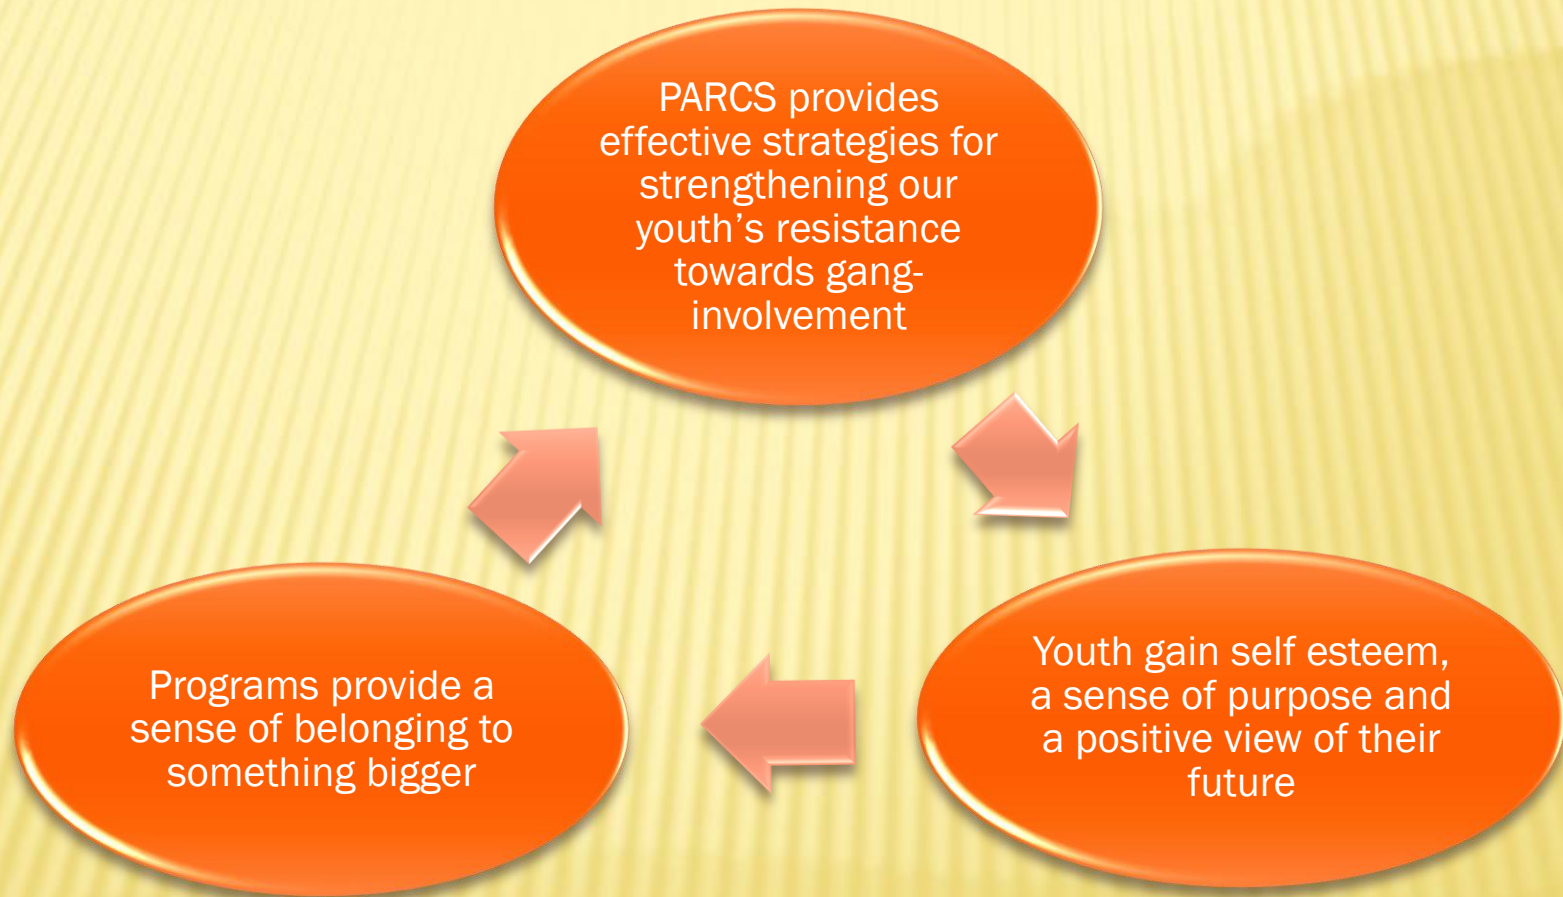 PARCS provides
effective strategies for
strengthening our
youth’s resistance
towards gang-
involvement
Youth gain self esteem,
a sense of purpose and
a positive view of their
future
Programs provide a
sense of belonging to
something bigger